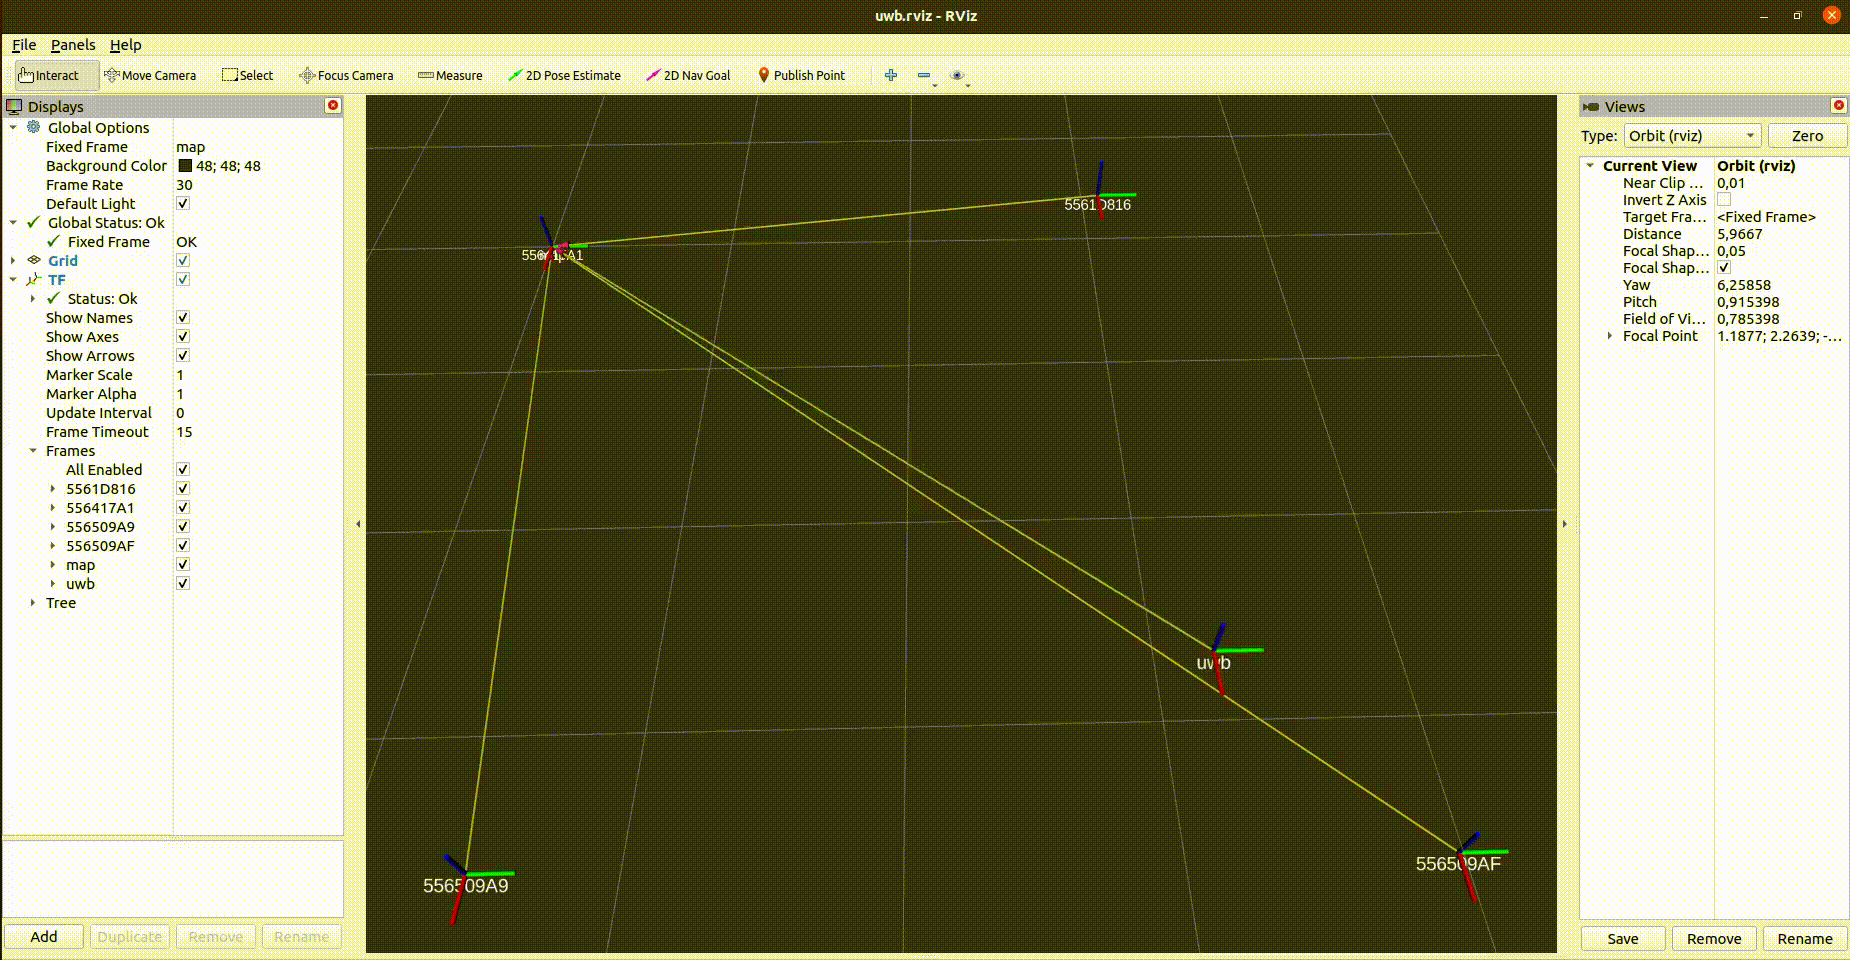 uwb.rviz - RViz
File Panels Help
Interact Move Camera Select Focus Camera Measure 2D Pose Estimate 2D Nav Goal Publish Point
Displays
Global Options
Fixed Frame map
Background Color 48; 48; 48
Frame Rate 30
Default Light
Global Status: Ok
Fixed Frame OK
Grid
TF
Status: Ok
Show Names
Show Axes
Show Arrows
Marker Scale 1
Marker Alpha 1
Update Interval 0
Frame Timeout 15
Frames
All Enabled
5561D816
556417A1
556509A9
556509AF
map
uwb
Tree
Add Duplicate Remove Rename
5561D816
uwb
556509AF
556509A9
Views
Type: Orbit (rviz) Zero
Current View Orbit (rviz)
Near Clip ... 0,01
Invert Z Axis
Target Fra... <Fixed Frame>
Distance 5,9667
Focal Shap... 0,05
Focal Shap...
Yaw 6,25858
Pitch 0,915398
Field of Vi... 0,785398
Focal Point 1.1877; 2.2639; -...
Save Remove Rename